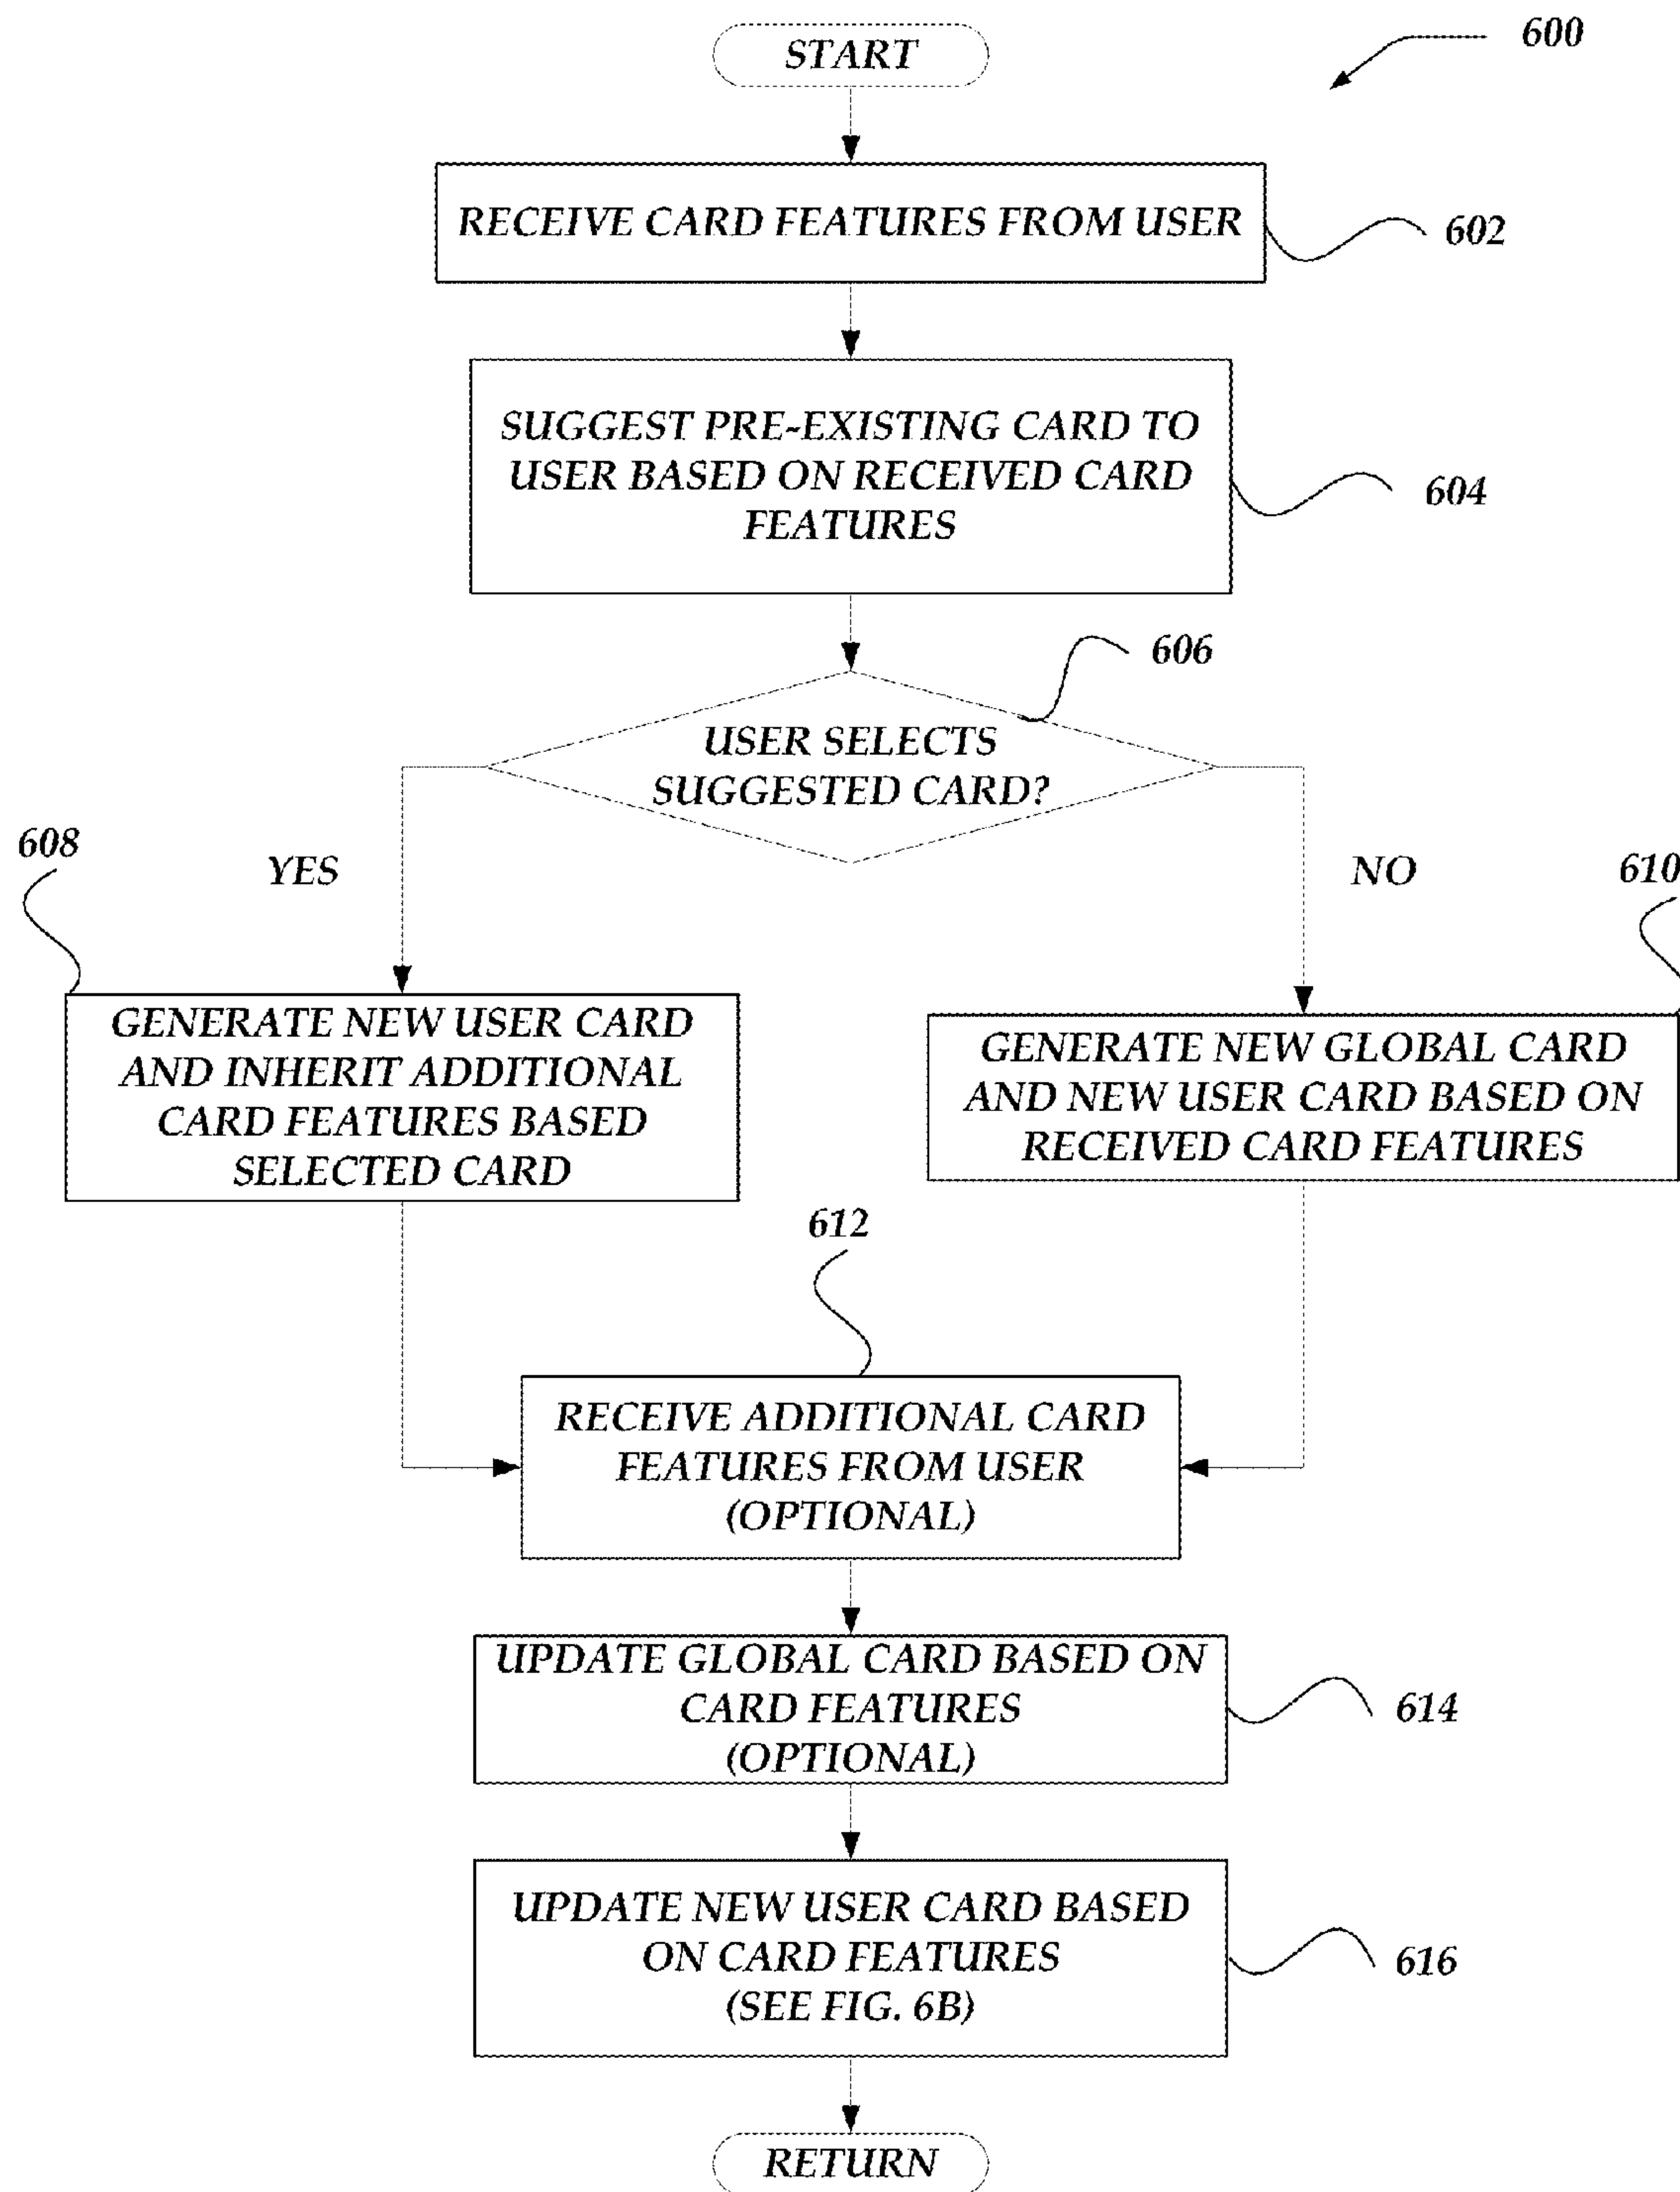 START
600
RECEIVE CARD FEATURES FROM USER
602
SUGGEST PRE-EXISTING CARD TO
USER BASED ON RECEIVED CARD
FEATURES
604
606
USER SELECTS
SUGGESTED CARD?
608
YES
NO
610
GENERATE NEW USER CARD
AND INHERIT ADDITIONAL
CARD FEATURES BASED
SELECTED CARD
GENERATE NEW GLOBAL CARD
AND NEW USER CARD BASED ON
RECEIVED CARD FEATURES
612
RECEIVE ADDITIONAL CARD
FEATURES FROM USER
(OPTIONAL)
UPDATE GLOBAL CARD BASED ON
CARD FEATURES
(OPTIONAL)
614
UPDATE NEW USER CARD BASED
ON CARD FEATURES
(SEE FIG. 6B)
616
RETURN